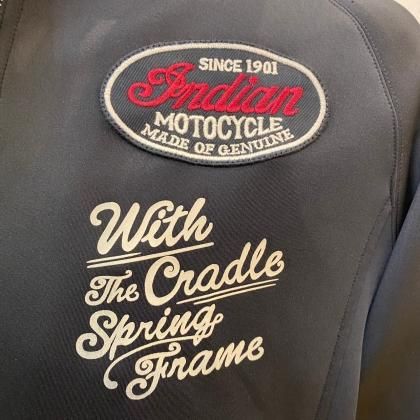 SINCE 1901
Indian
MOTOCYCLE
MADE OF GENUINE
With
The Cradle
Spring
Frame